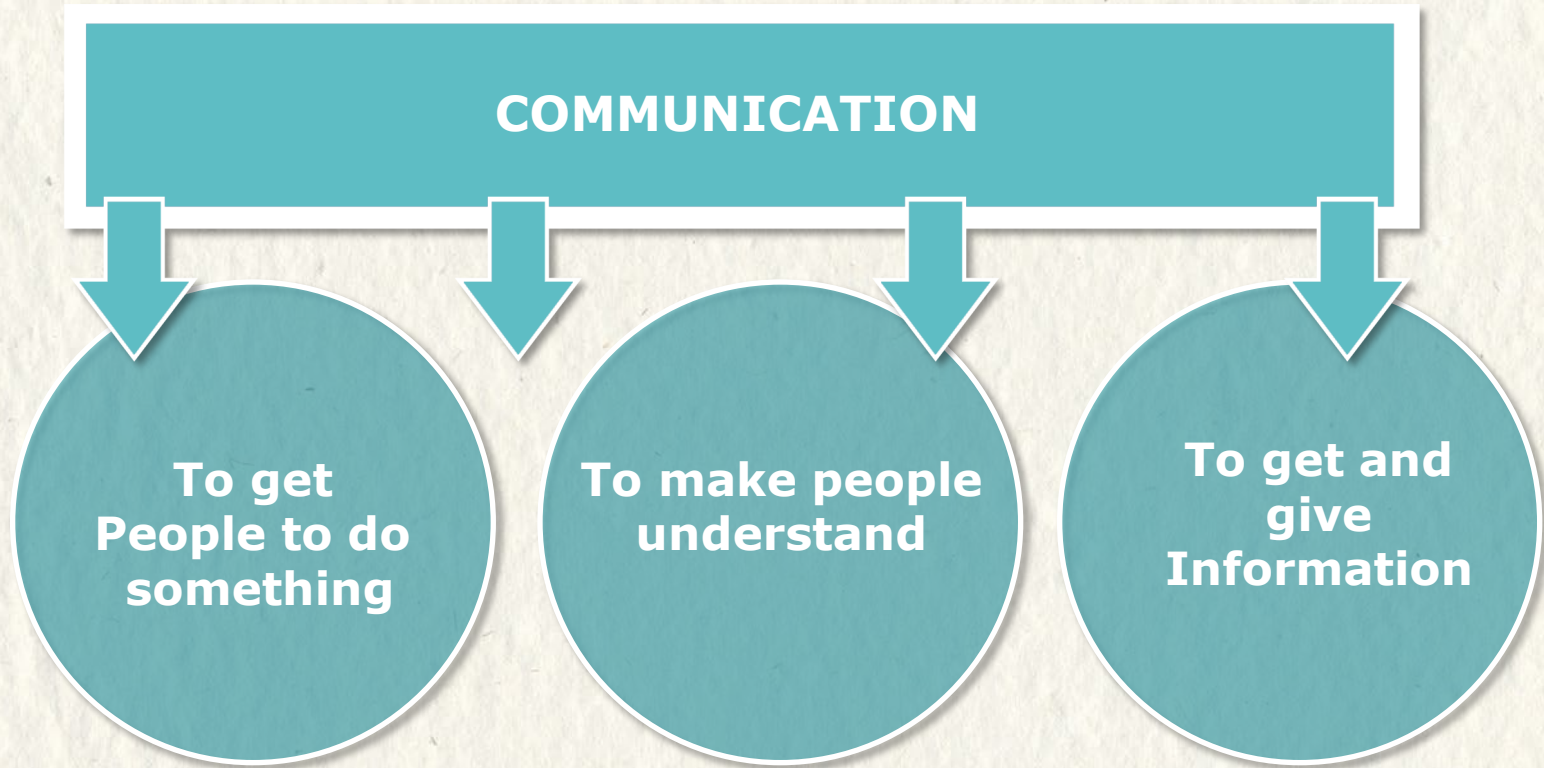 COMMUNICATION
To get
People to do
something
To make people
understand
To get and
give
Information